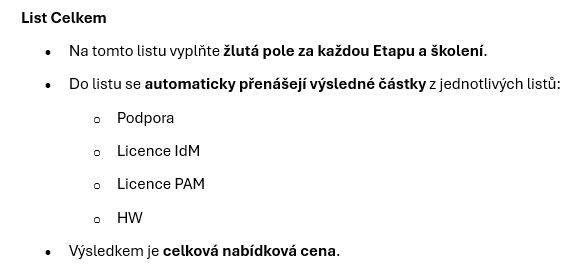 List Celkem
• Na tomto listu vyplňte žlutá pole za každou Etapu a školení.
• Do listu se automaticky přenášejí výsledné částky z jednotlivých listů:
o Podpora
o Licence IdM
o Licence PAM
o HW
• Výsledkem je celková nabídková cena.